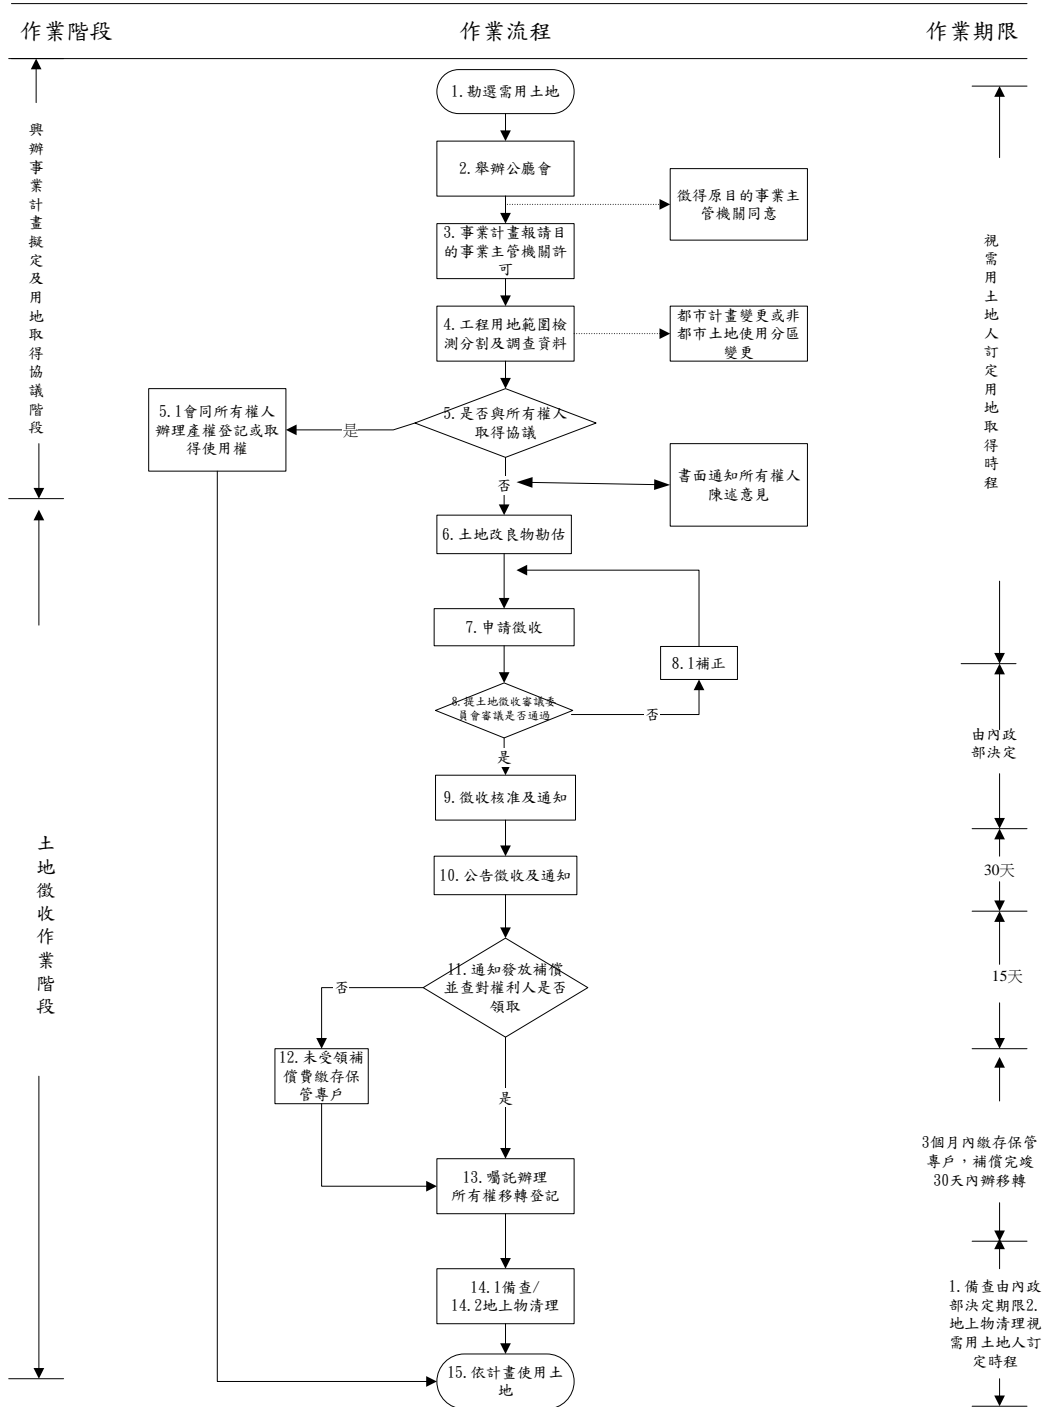 作業階段
作業流程
作業期限
興辦事業計畫擬定及用地取得協議階段
1.勘選需用土地
2.舉辦公廳會
徵得原目的事業主
管機關同意
3.事業計畫報請目
的事業主管機關許
可
視需用土地人訂定用地取得時程
4.工程用地範圍檢
測分割及調查資料
都市計畫變更或非
都市土地使用分區
變更
5.是否與所有權人
取得協議
是
5.1會同所有權人
辦理產權登記或取
得使用權
否
書面通知所有權人
陳述意見
6.土地改良物勘估
7.申請徵收
8.1補正
8.提土地徵收審議委
員會審議是否通過
否
是
由內政
部決定
9.徵收核准及通知
土地徵收作業階段
10.公告徵收及通知
30天
11.通知發放補償
並查對權利人是否
領取
15天
否
12.未受領補
償費繳存保
管專戶
是
3個月內繳存保管
專戶，補償完竣
30天內辦移轉
13.囑託辦理
所有權移轉登記
14.1備查/
14.2地上物清理
1.備查由內政
部決定期限2.
地上物清理視
需用土地人訂
定時程
15.依計畫使用土
地